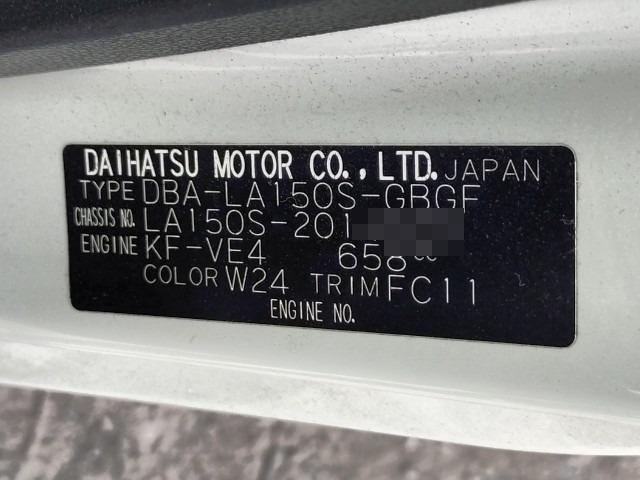 DAIHATSU MOTOR CO., LTD. JAPAN
TYPE DBA-LA150S-GBGF
CHASSIS NO. LA150S-201
ENGINE KF-VE4 658cc
COLOR W24 TRIM FC11
ENGINE NO.